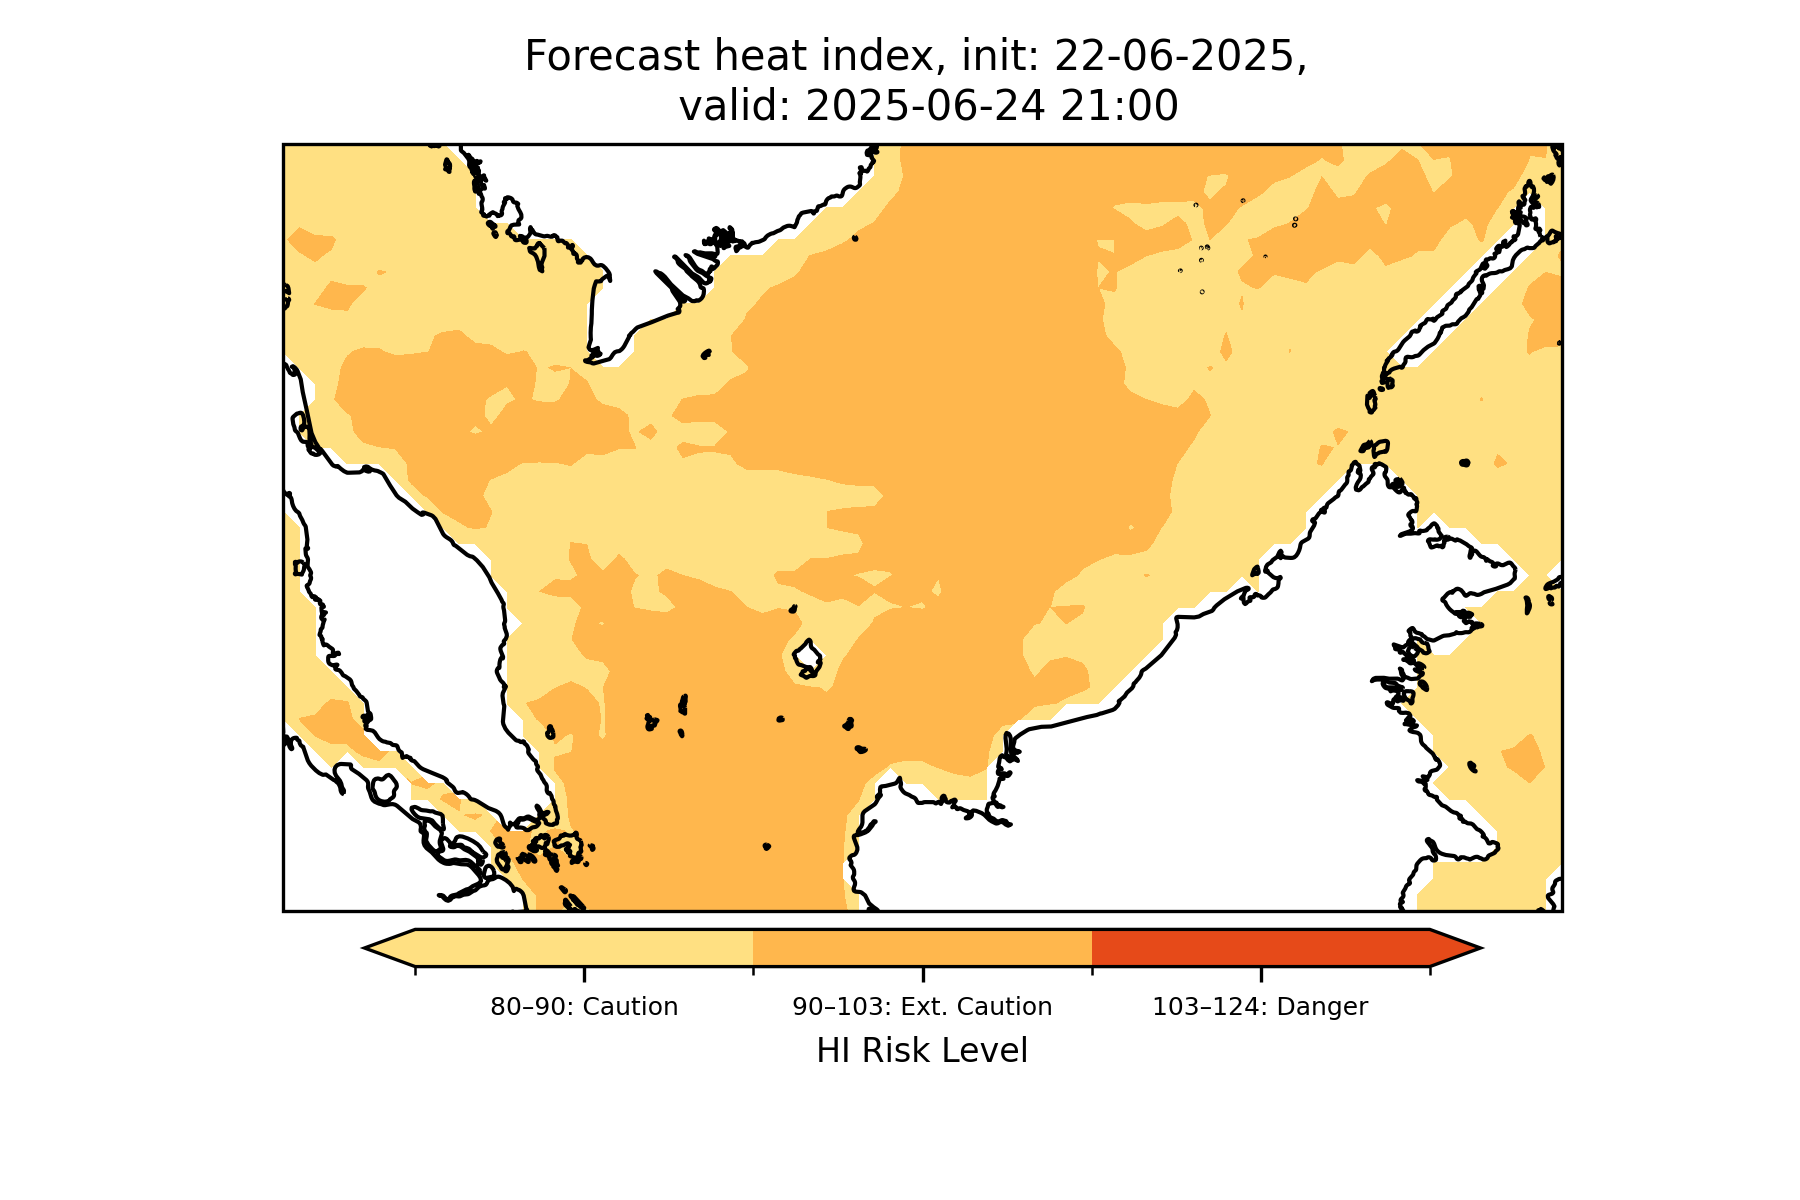 Forecast heat index, init: 22-06-2025,
valid: 2025-06-24 21:00
80–90: Caution
90–103: Ext. Caution
103–124: Danger
HI Risk Level